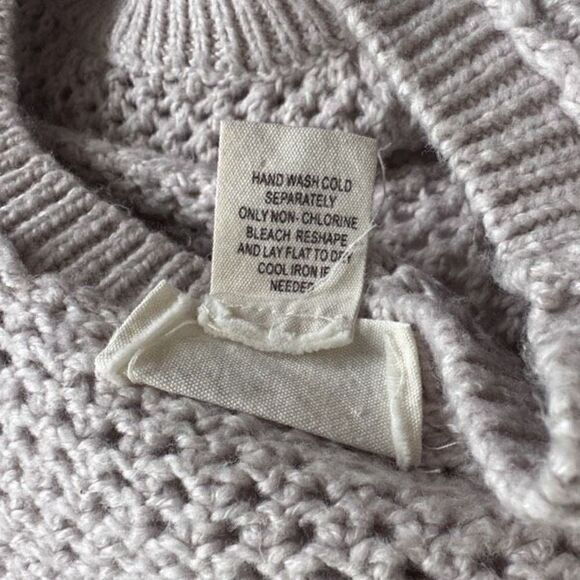 HAND WASH COLD
SEPARATELY
ONLY NON-CHLORINE
BLEACH RESHAPE
AND LAY FLAT TO DRY
COOL IRON IF
NEEDED